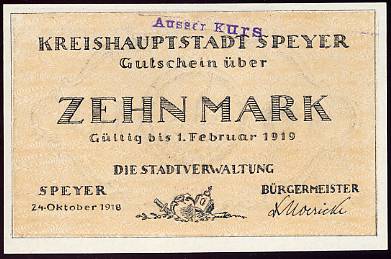 Ausser Kurs
KREISHAUPTSTADT SPEYER
Gutschein über
ZEHN MARK
Gültig bis 1. Februar 1919
DIE STADTVERWALTUNG
SPEYER
24. Oktober 1918
BÜRGERMEISTER